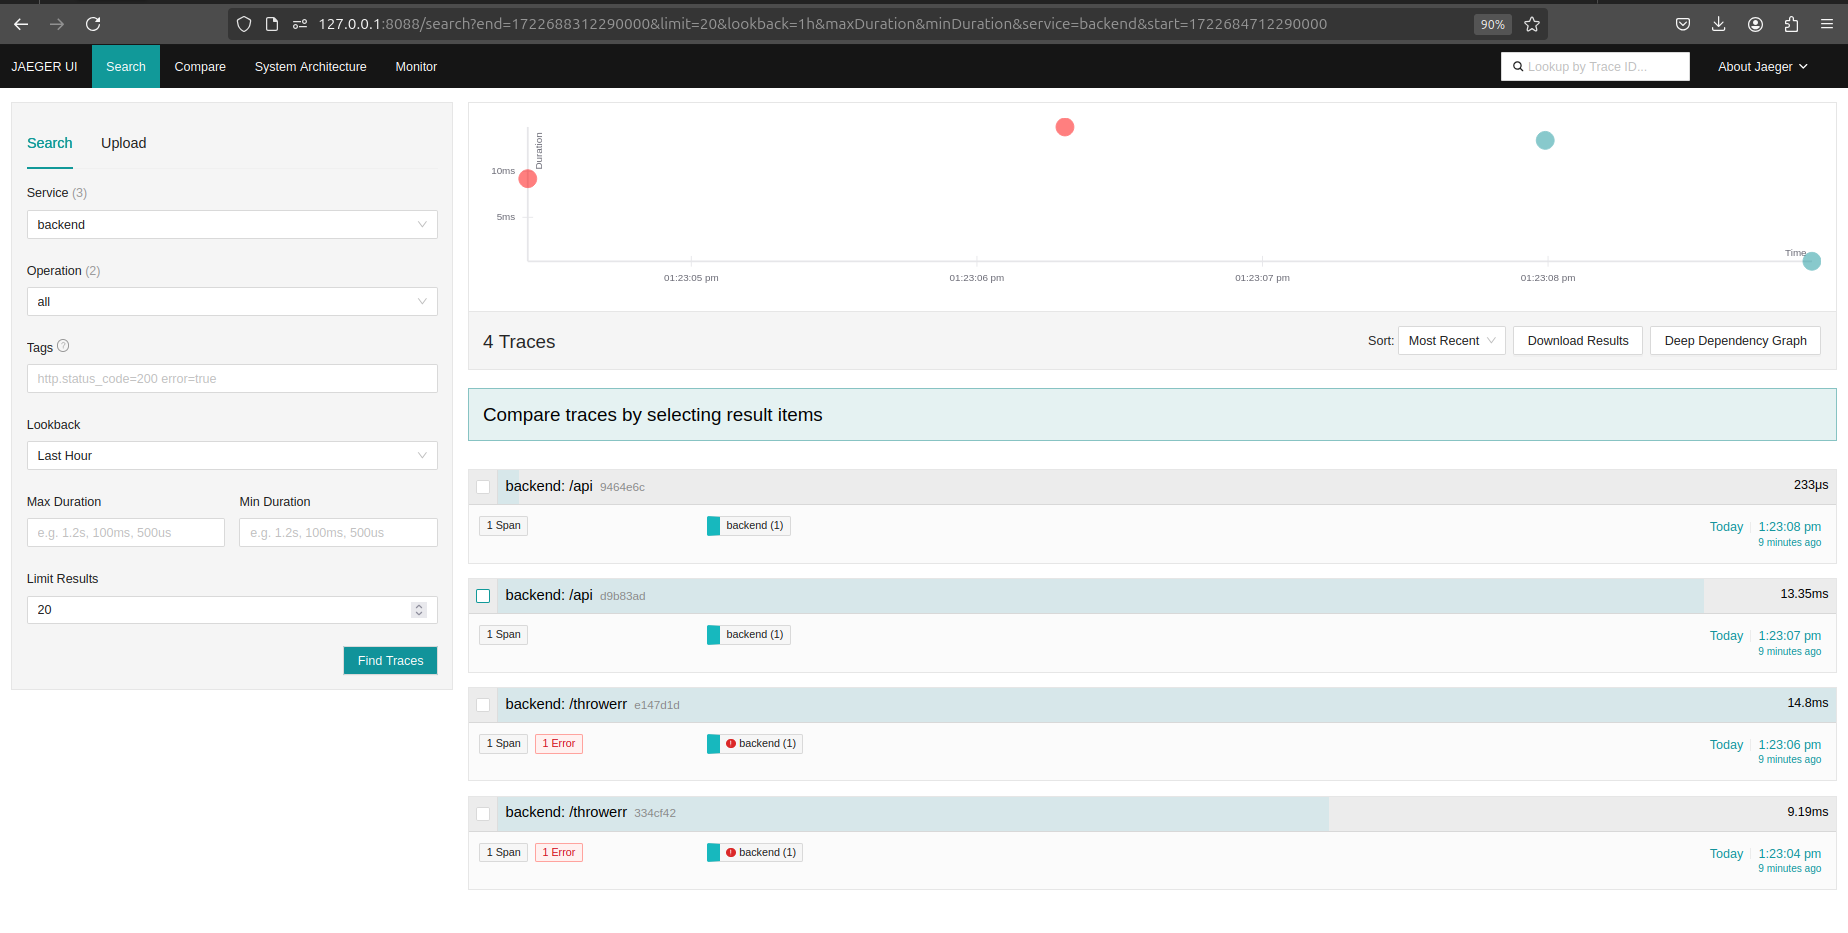 127.0.0.1:8088/search?end=1722688312290000&limit=20&lookback=1h&maxDuration&minDuration&service=backend&start=1722684712290000
90%
JAEGER UI Search Compare System Architecture Monitor Lookup by Trace ID... About Jaeger
Search Upload
Service (3)
backend
Operation (2)
all
Tags ?
http.status_code=200 error=true
Lookback
Last Hour
Max Duration Min Duration
e.g. 1.2s, 100ms, 500us e.g. 1.2s, 100ms, 500us
Limit Results
20
Find Traces
Duration
10ms
5ms
Time
01:23:05 pm 01:23:06 pm 01:23:07 pm 01:23:08 pm
4 Traces Sort: Most Recent Download Results Deep Dependency Graph
Compare traces by selecting result items
backend: /api 9464e6c 233μs
1 Span backend (1) Today 1:23:08 pm
9 minutes ago
backend: /api d9b83ad 13.35ms
1 Span backend (1) Today 1:23:07 pm
9 minutes ago
backend: /throwerr e147d1d 14.8ms
1 Span 1 Error backend (1) Today 1:23:06 pm
9 minutes ago
backend: /throwerr 334cf42 9.19ms
1 Span 1 Error backend (1) Today 1:23:04 pm
9 minutes ago